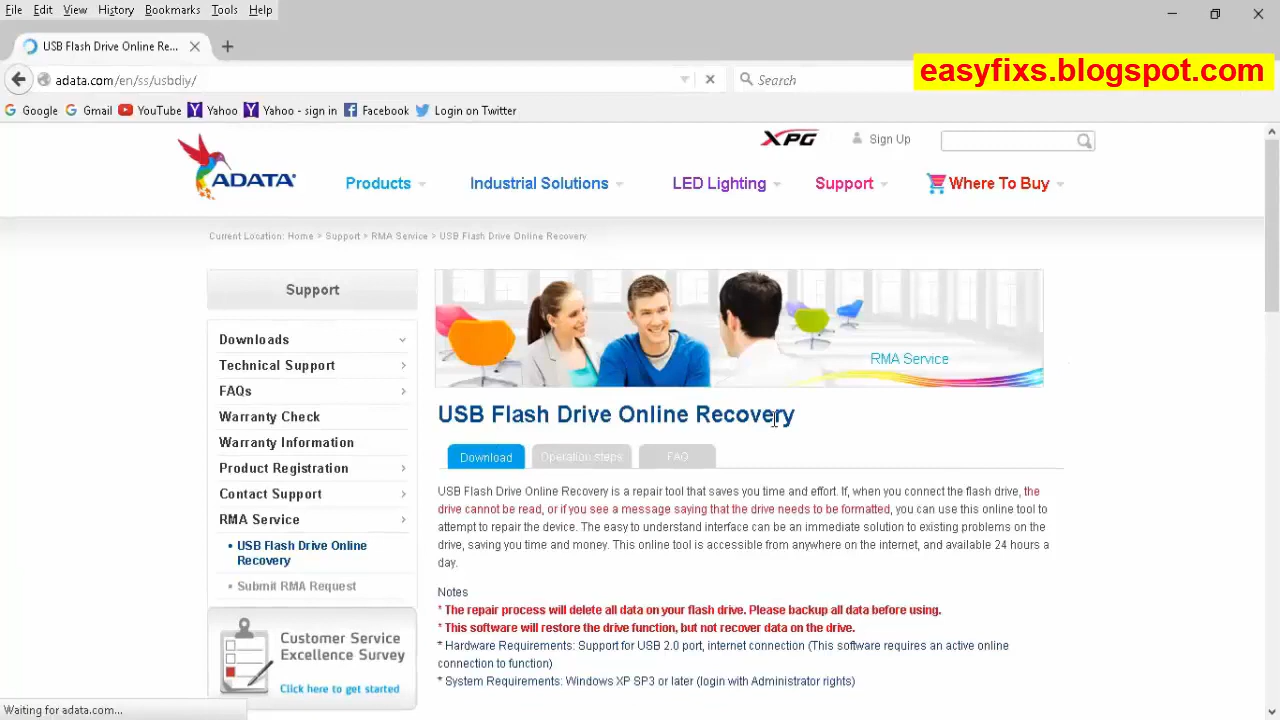 File Edit View History Bookmarks Tools Help
USB Flash Drive Online Re...
adata.com/en/ss/usbdiy/
Search
easyfixs.blogspot.com
Google Gmail YouTube Yahoo Yahoo - sign in Facebook Login on Twitter
XPG Sign Up
ADATA Products Industrial Solutions LED Lighting Support Where To Buy
Current Location: Home > Support > RMA Service > USB Flash Drive Online Recovery
Support
Downloads
Technical Support
FAQs
Warranty Check
Warranty Information
Product Registration
Contact Support
RMA Service
• USB Flash Drive Online
Recovery
• Submit RMA Request
Customer Service
Excellence Survey
Click here to get started
RMA Service
USB Flash Drive Online Recovery
Download Operation steps FAQ
USB Flash Drive Online Recovery is a repair tool that saves you time and effort. If, when you connect the flash drive, the
drive cannot be read, or if you see a message saying that the drive needs to be formatted, you can use this online tool to
attempt to repair the device. The easy to understand interface can be an immediate solution to existing problems on the
drive, saving you time and money. This online tool is accessible from anywhere on the internet, and available 24 hours a
day.
Notes
* The repair process will delete all data on your flash drive. Please backup all data before using.
* This software will restore the drive function, but not recover data on the drive.
* Hardware Requirements: Support for USB 2.0 port, internet connection (This software requires an active online
connection to function)
* System Requirements: Windows XP SP3 or later (login with Administrator rights)
Waiting for adata.com...